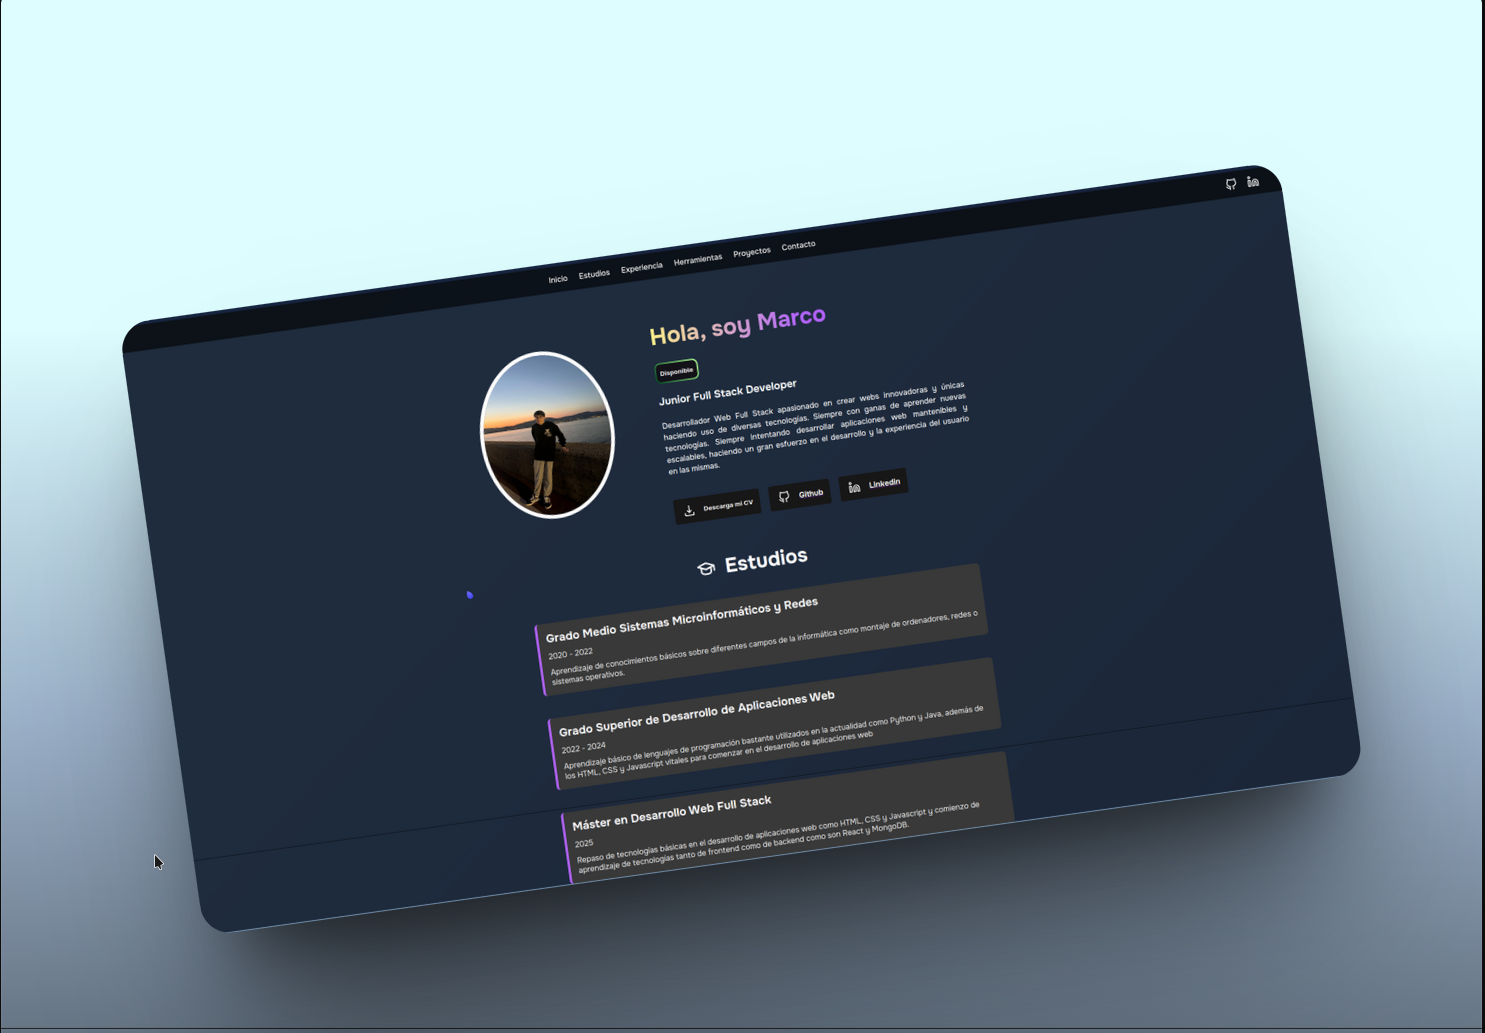 Inicio Estudios Experiencia Herramientas Proyectos Contacto
Hola, soy Marco
Disponible
Junior Full Stack Developer
Desarrollador Web Full Stack apasionado en crear webs innovadoras y únicas
haciendo uso de diversas tecnologías. Siempre con ganas de aprender nuevas
tecnologías. Siempre intentando desarrollar aplicaciones web mantenibles y
escalables, haciendo un gran esfuerzo en el desarrollo y la experiencia del usuario
en las mismas.
Descarga mi CV Github Linkedin
Estudios
Grado Medio Sistemas Microinformáticos y Redes
2020 - 2022
Aprendizaje de conocimientos básicos sobre diferentes campos de la informática como montaje de ordenadores, redes o
sistemas operativos.
Grado Superior de Desarrollo de Aplicaciones Web
2022 - 2024
Aprendizaje básico de lenguajes de programación bastante utilizados en la actualidad como Python y Java, además de
los HTML, CSS y Javascript vitales para comenzar en el desarrollo de aplicaciones web
Máster en Desarrollo Web Full Stack
2025
Repaso de tecnologías básicas en el desarrollo de aplicaciones web como HTML, CSS y Javascript y comienzo de
aprendizaje de tecnologías tanto de frontend como de backend como son React y MongoDB.